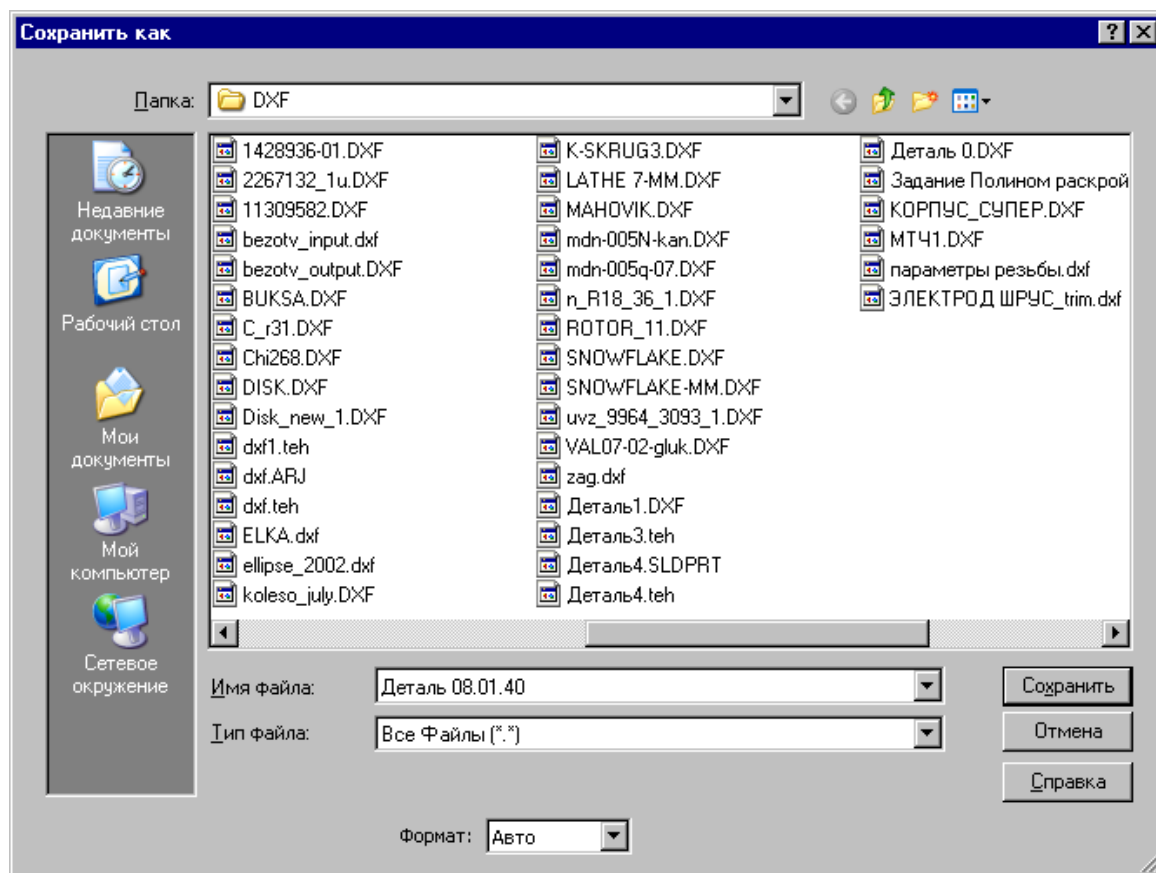 Сохранить как
Папка:
DXF
Недавние
документы
Рабочий стол
Мои
документы
Мой
компьютер
Сетевое
окружение
1428936-01.DXF
2267132_1u.DXF
11309582.DXF
bezotv_input.dxf
bezotv_output.DXF
BUKSA.DXF
C_r31.DXF
Chi268.DXF
DISK.DXF
Disk_new_1.DXF
dxf1.teh
dxf.ARJ
dxf.teh
ELKA.dxf
ellipse_2002.dxf
koleso_july.DXF
K-SKRUG3.DXF
LATHE 7-MM.DXF
MAHOVIK.DXF
mdn-005N-kan.DXF
mdn-005q-07.DXF
n_R18_36_1.DXF
ROTOR_11.DXF
SNOWFLAKE.DXF
SNOWFLAKE-MM.DXF
uvz_9964_3093_1.DXF
VAL07-02-gluk.DXF
zag.dxf
Деталь1.DXF
Деталь3.teh
Деталь4.SLDPRT
Деталь4.teh
Деталь 0.DXF
Задание Полином раскрой
КОРПУС_СУПЕР.DXF
МТЧ1.DXF
параметры резьбы.dxf
ЭЛЕКТРОД ШРУС_trim.dxf
Имя файла:
Деталь 08.01.40
Сохранить
Тип файла:
Все Файлы (*.*)
Отмена
Справка
Формат:
Авто